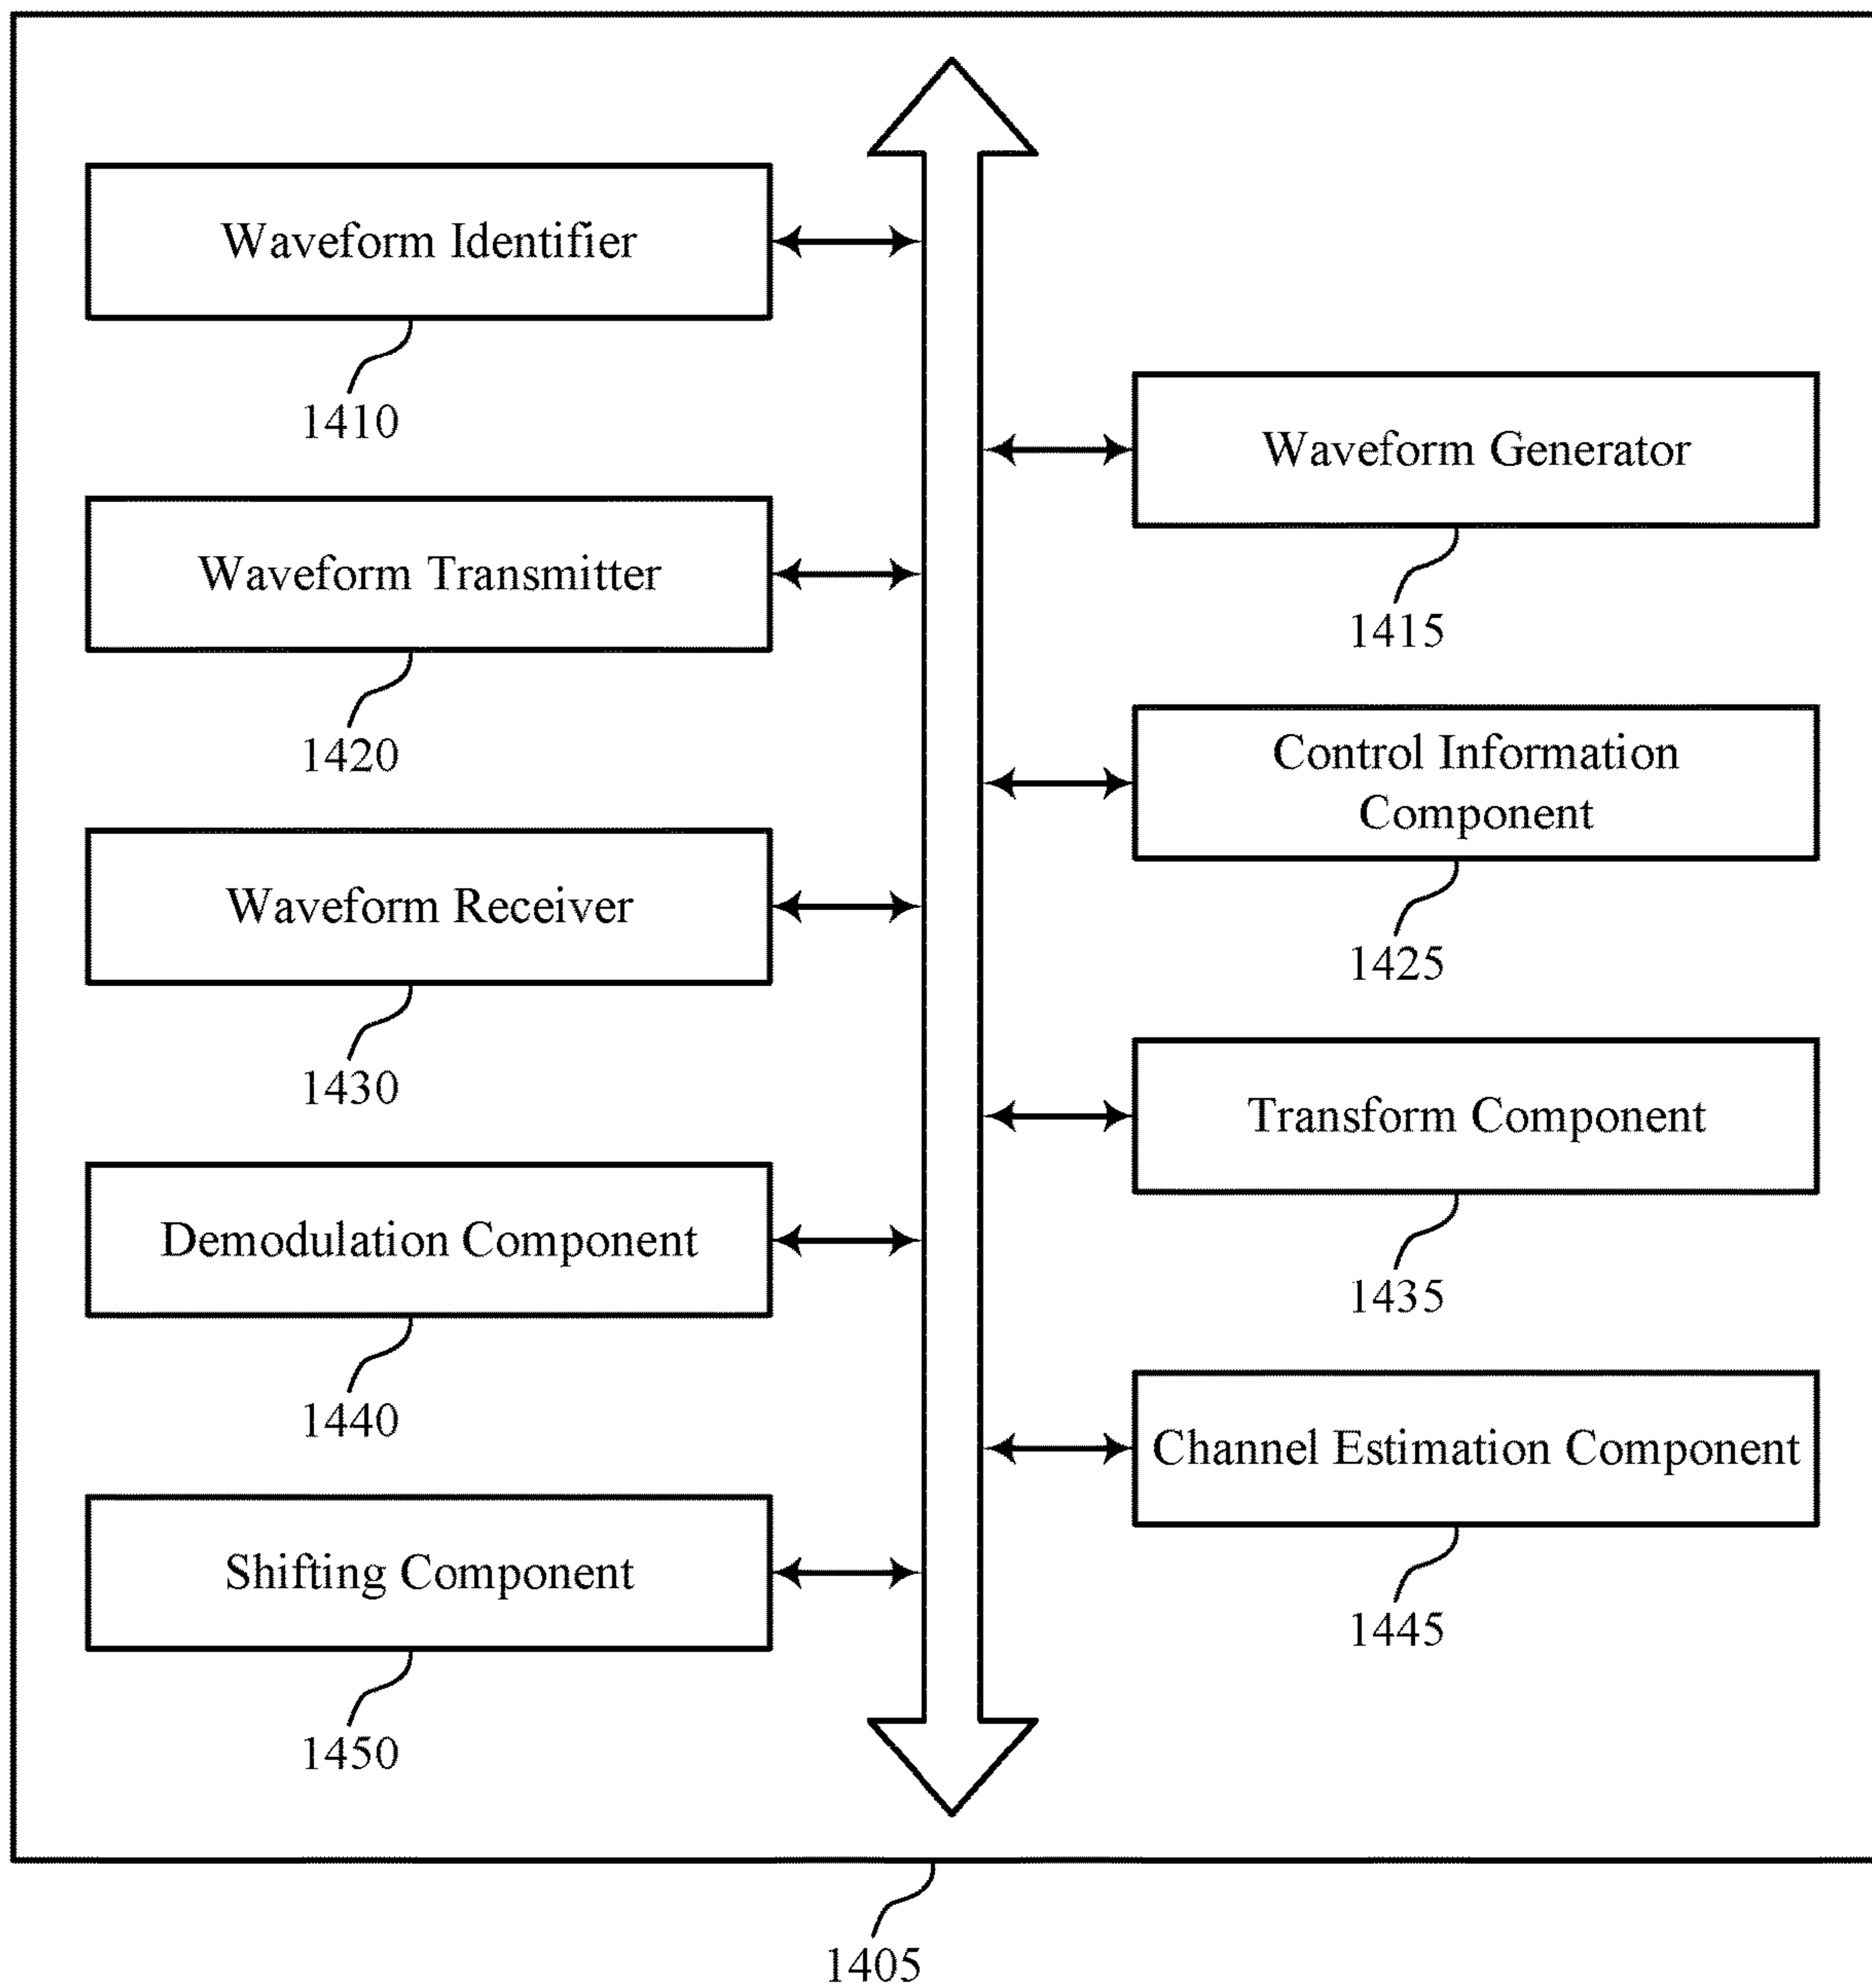 Waveform Identifier
1410
Waveform Generator
1415
Waveform Transmitter
1420
Control Information
Component
1425
Waveform Receiver
1430
Transform Component
1435
Demodulation Component
1440
Channel Estimation Component
1445
Shifting Component
1450
1405